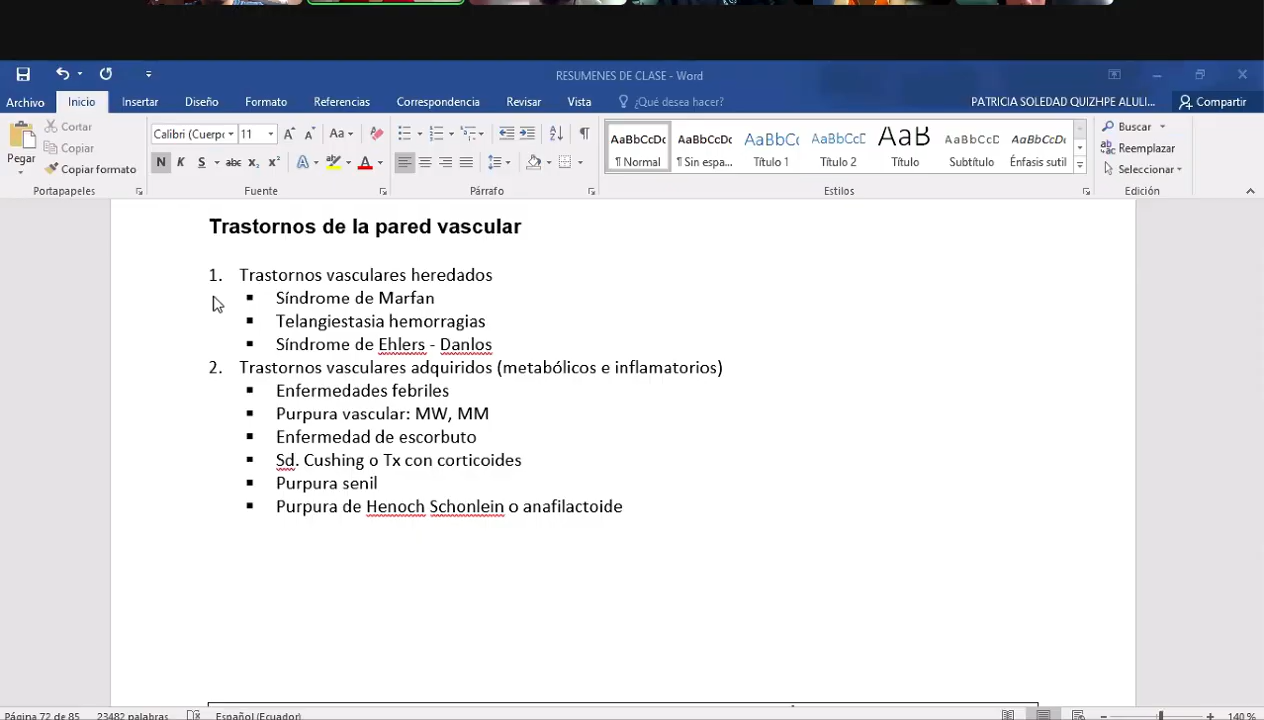 RESUMENES DE CLASE - Word
Archivo Inicio Insertar Diseño Formato Referencias Correspondencia Revisar Vista ¿Qué desea hacer? PATRICIA SOLEDAD QUIZHPE ALULI... Compartir
Pegar
Cortar
Copiar
Copiar formato
Portapapeles
Calibri (Cuerpo 11
N K S abc x₂ x² A A
Fuente
Párrafo
AaBbCcDc AaBbCcDc AaBbCc AaBbCcC AaB AaBbCcD AaBbCcDc
¶ Normal ¶ Sin espa... Título 1 Título 2 Título Subtítulo Énfasis sutil
Estilos
Buscar
Reemplazar
Seleccionar
Edición
Trastornos de la pared vascular
1. Trastornos vasculares heredados
▪ Síndrome de Marfan
▪ Telangiestasia hemorragias
▪ Síndrome de Ehlers - Danlos
2. Trastornos vasculares adquiridos (metabólicos e inflamatorios)
▪ Enfermedades febriles
▪ Purpura vascular: MW, MM
▪ Enfermedad de escorbuto
▪ Sd. Cushing o Tx con corticoides
▪ Purpura senil
▪ Purpura de Henoch Schonlein o anafilactoide
Página 72 de 85 23482 palabras Español (Ecuador) 140 %